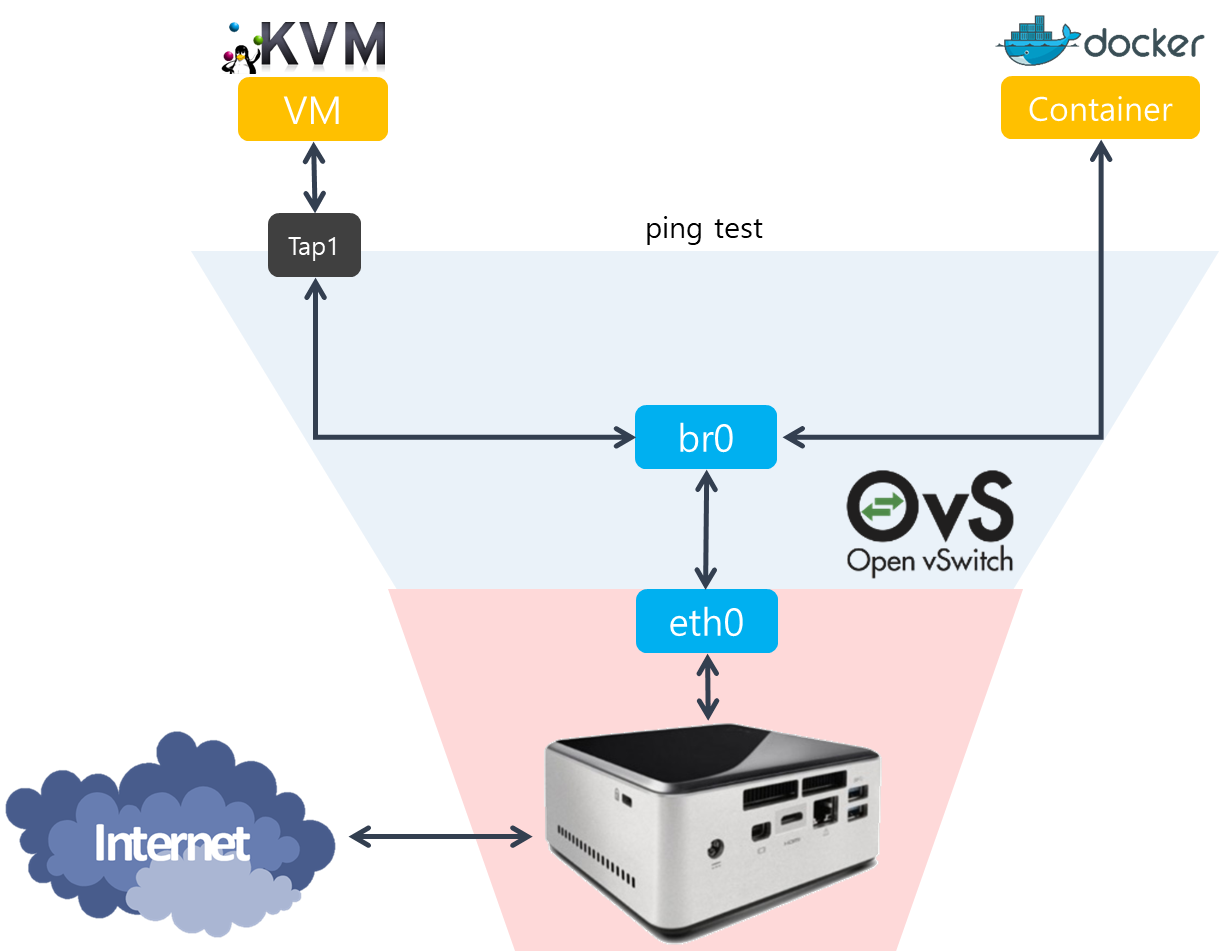 KVM
docker
VM
Container
ping test
Tap1
br0
OvS
Open vSwitch
eth0
Internet